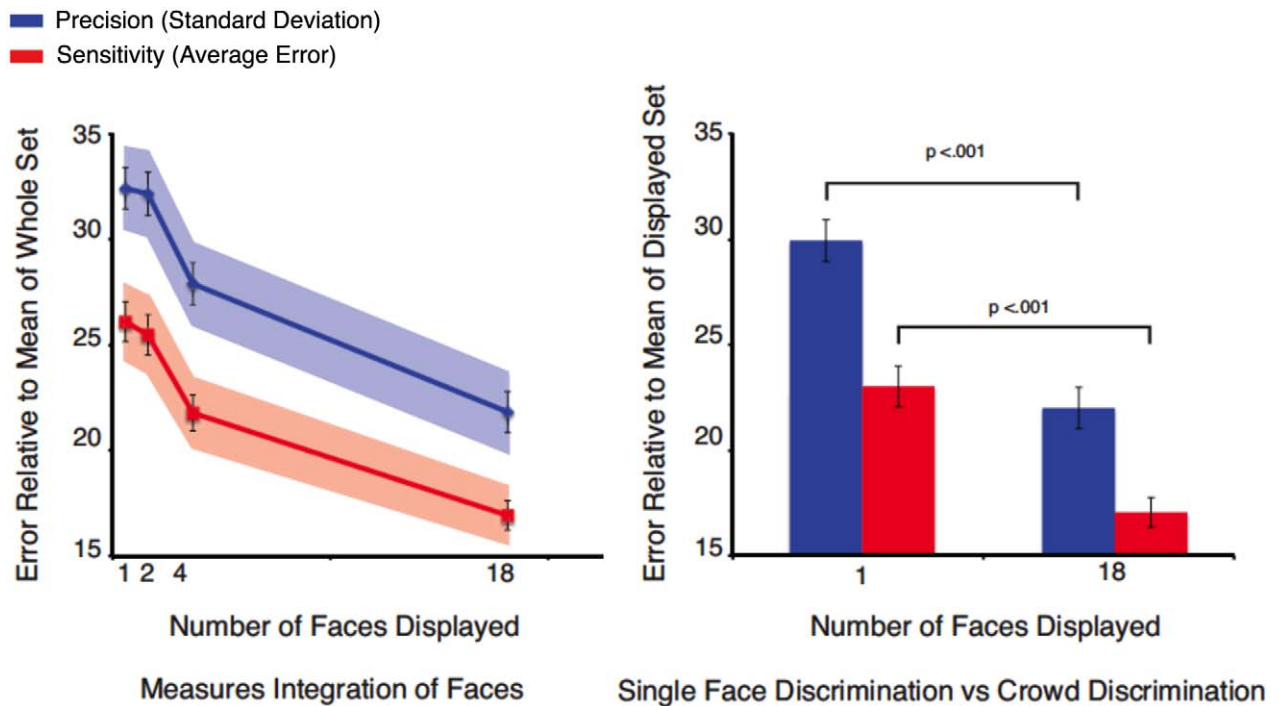 Precision (Standard Deviation)
Sensitivity (Average Error)
Error Relative to Mean of Whole Set
35
30
25
20
15
1 2 4 18
Number of Faces Displayed
Measures Integration of Faces
Error Relative to Mean of Displayed Set
35
30
25
20
15
p <.001
p <.001
1 18
Number of Faces Displayed
Single Face Discrimination vs Crowd Discrimination